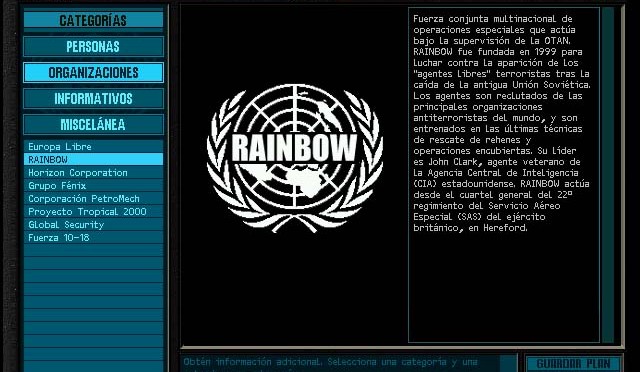 CATEGORÍAS
PERSONAS
ORGANIZACIONES
INFORMATIVOS
MISCELÁNEA
Europa Libre
RAINBOW
Horizon Corporation
Grupo Fénix
Corporación PetroMech
Proyecto Tropical 2000
Global Security
Fuerza 10-18
RAINBOW
Fuerza conjunta multinacional de
operaciones especiales que actúa
bajo la supervisión de la OTAN.
RAINBOW fue fundada en 1999 para
luchar contra la aparición de los
"agentes libres" terroristas tras la
caída de la antigua Unión Soviética.
Los agentes son reclutados de las
principales organizaciones
antiterroristas del mundo, y son
entrenados en las últimas técnicas
de rescate de rehenes y
operaciones encubiertas. Su líder
es John Clark, agente veterano de
la Agencia Central de Inteligencia
(CIA) estadounidense. RAINBOW actúa
desde el cuartel general del 22º
regimiento del Servicio Aéreo
Especial (SAS) del ejército
británico, en Hereford.
Obtén información adicional. Selecciona una categoría y una
GUARDAR PLAN